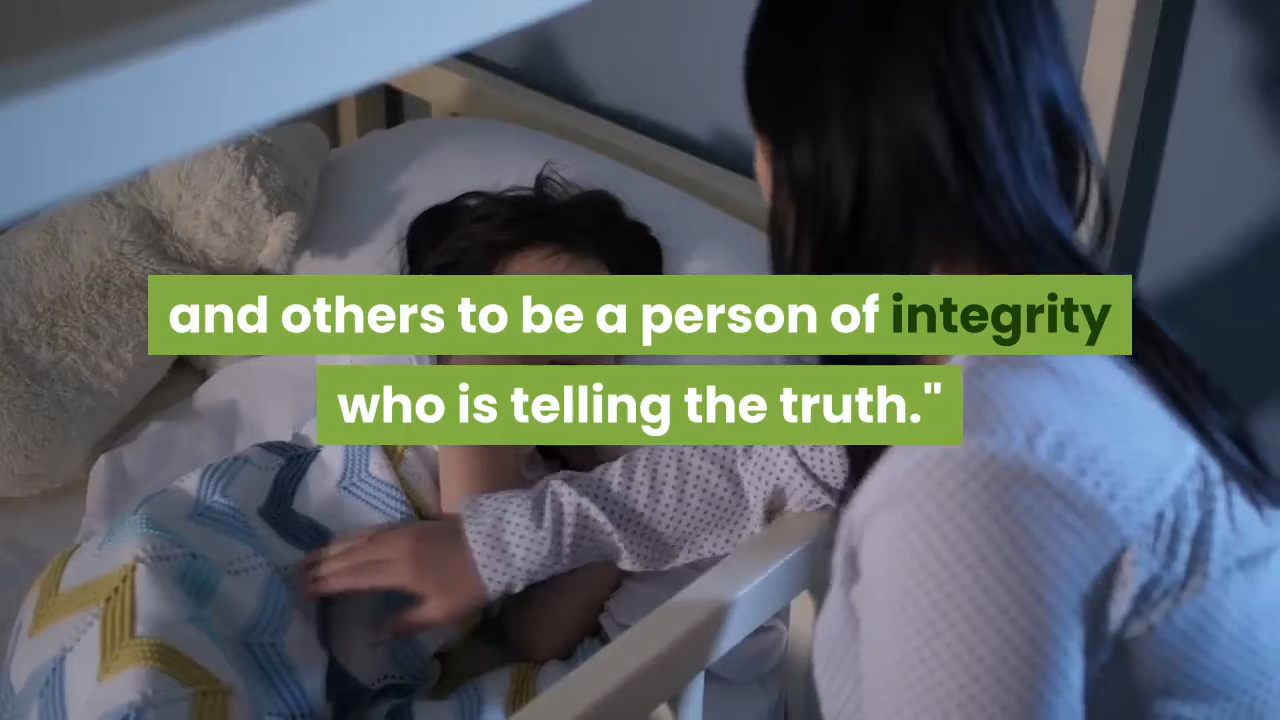 and others to be a person of integrity
who is telling the truth."